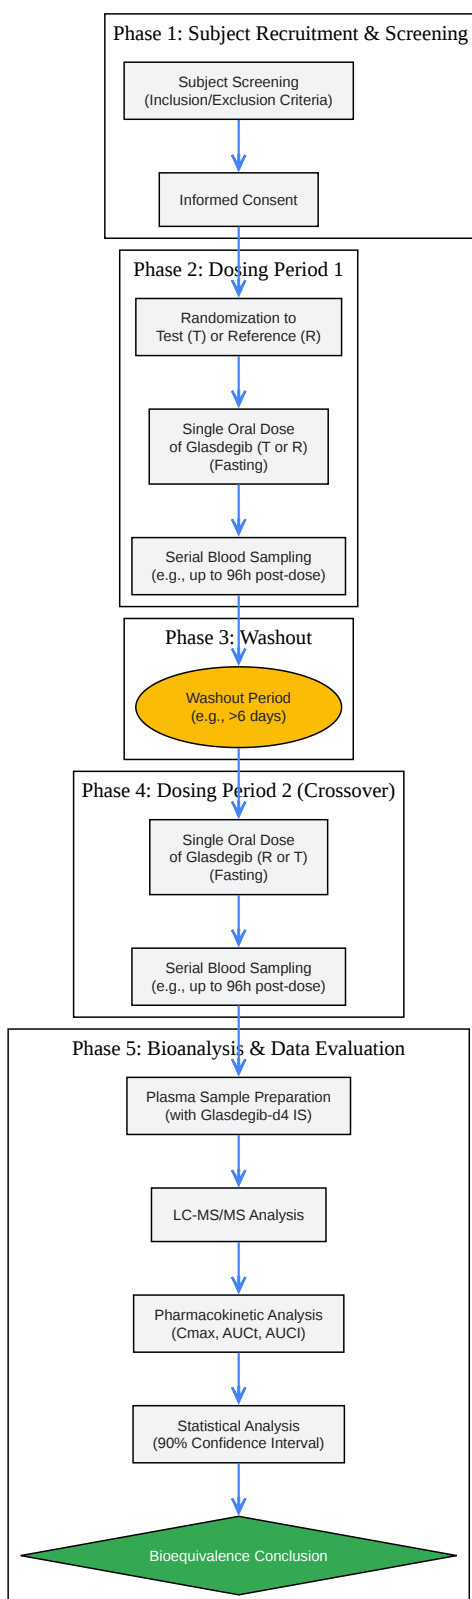 Phase 1: Subject Recruitment & Screening
Subject Screening
(Inclusion/Exclusion Criteria)
Informed Consent
Phase 2: Dosing Period 1
Randomization to
Test (T) or Reference (R)
Single Oral Dose
of Glasdegib (T or R)
(Fasting)
Serial Blood Sampling
(e.g., up to 96h post-dose)
Phase 3: Washout
Washout Period
(e.g., >6 days)
Phase 4: Dosing Period 2 (Crossover)
Single Oral Dose
of Glasdegib (R or T)
(Fasting)
Serial Blood Sampling
(e.g., up to 96h post-dose)
Phase 5: Bioanalysis & Data Evaluation
Plasma Sample Preparation
(with Glasdegib-d4 IS)
LC-MS/MS Analysis
Pharmacokinetic Analysis
(Cmax, AUCt, AUCI)
Statistical Analysis
(90% Confidence Interval)
Bioequivalence Conclusion